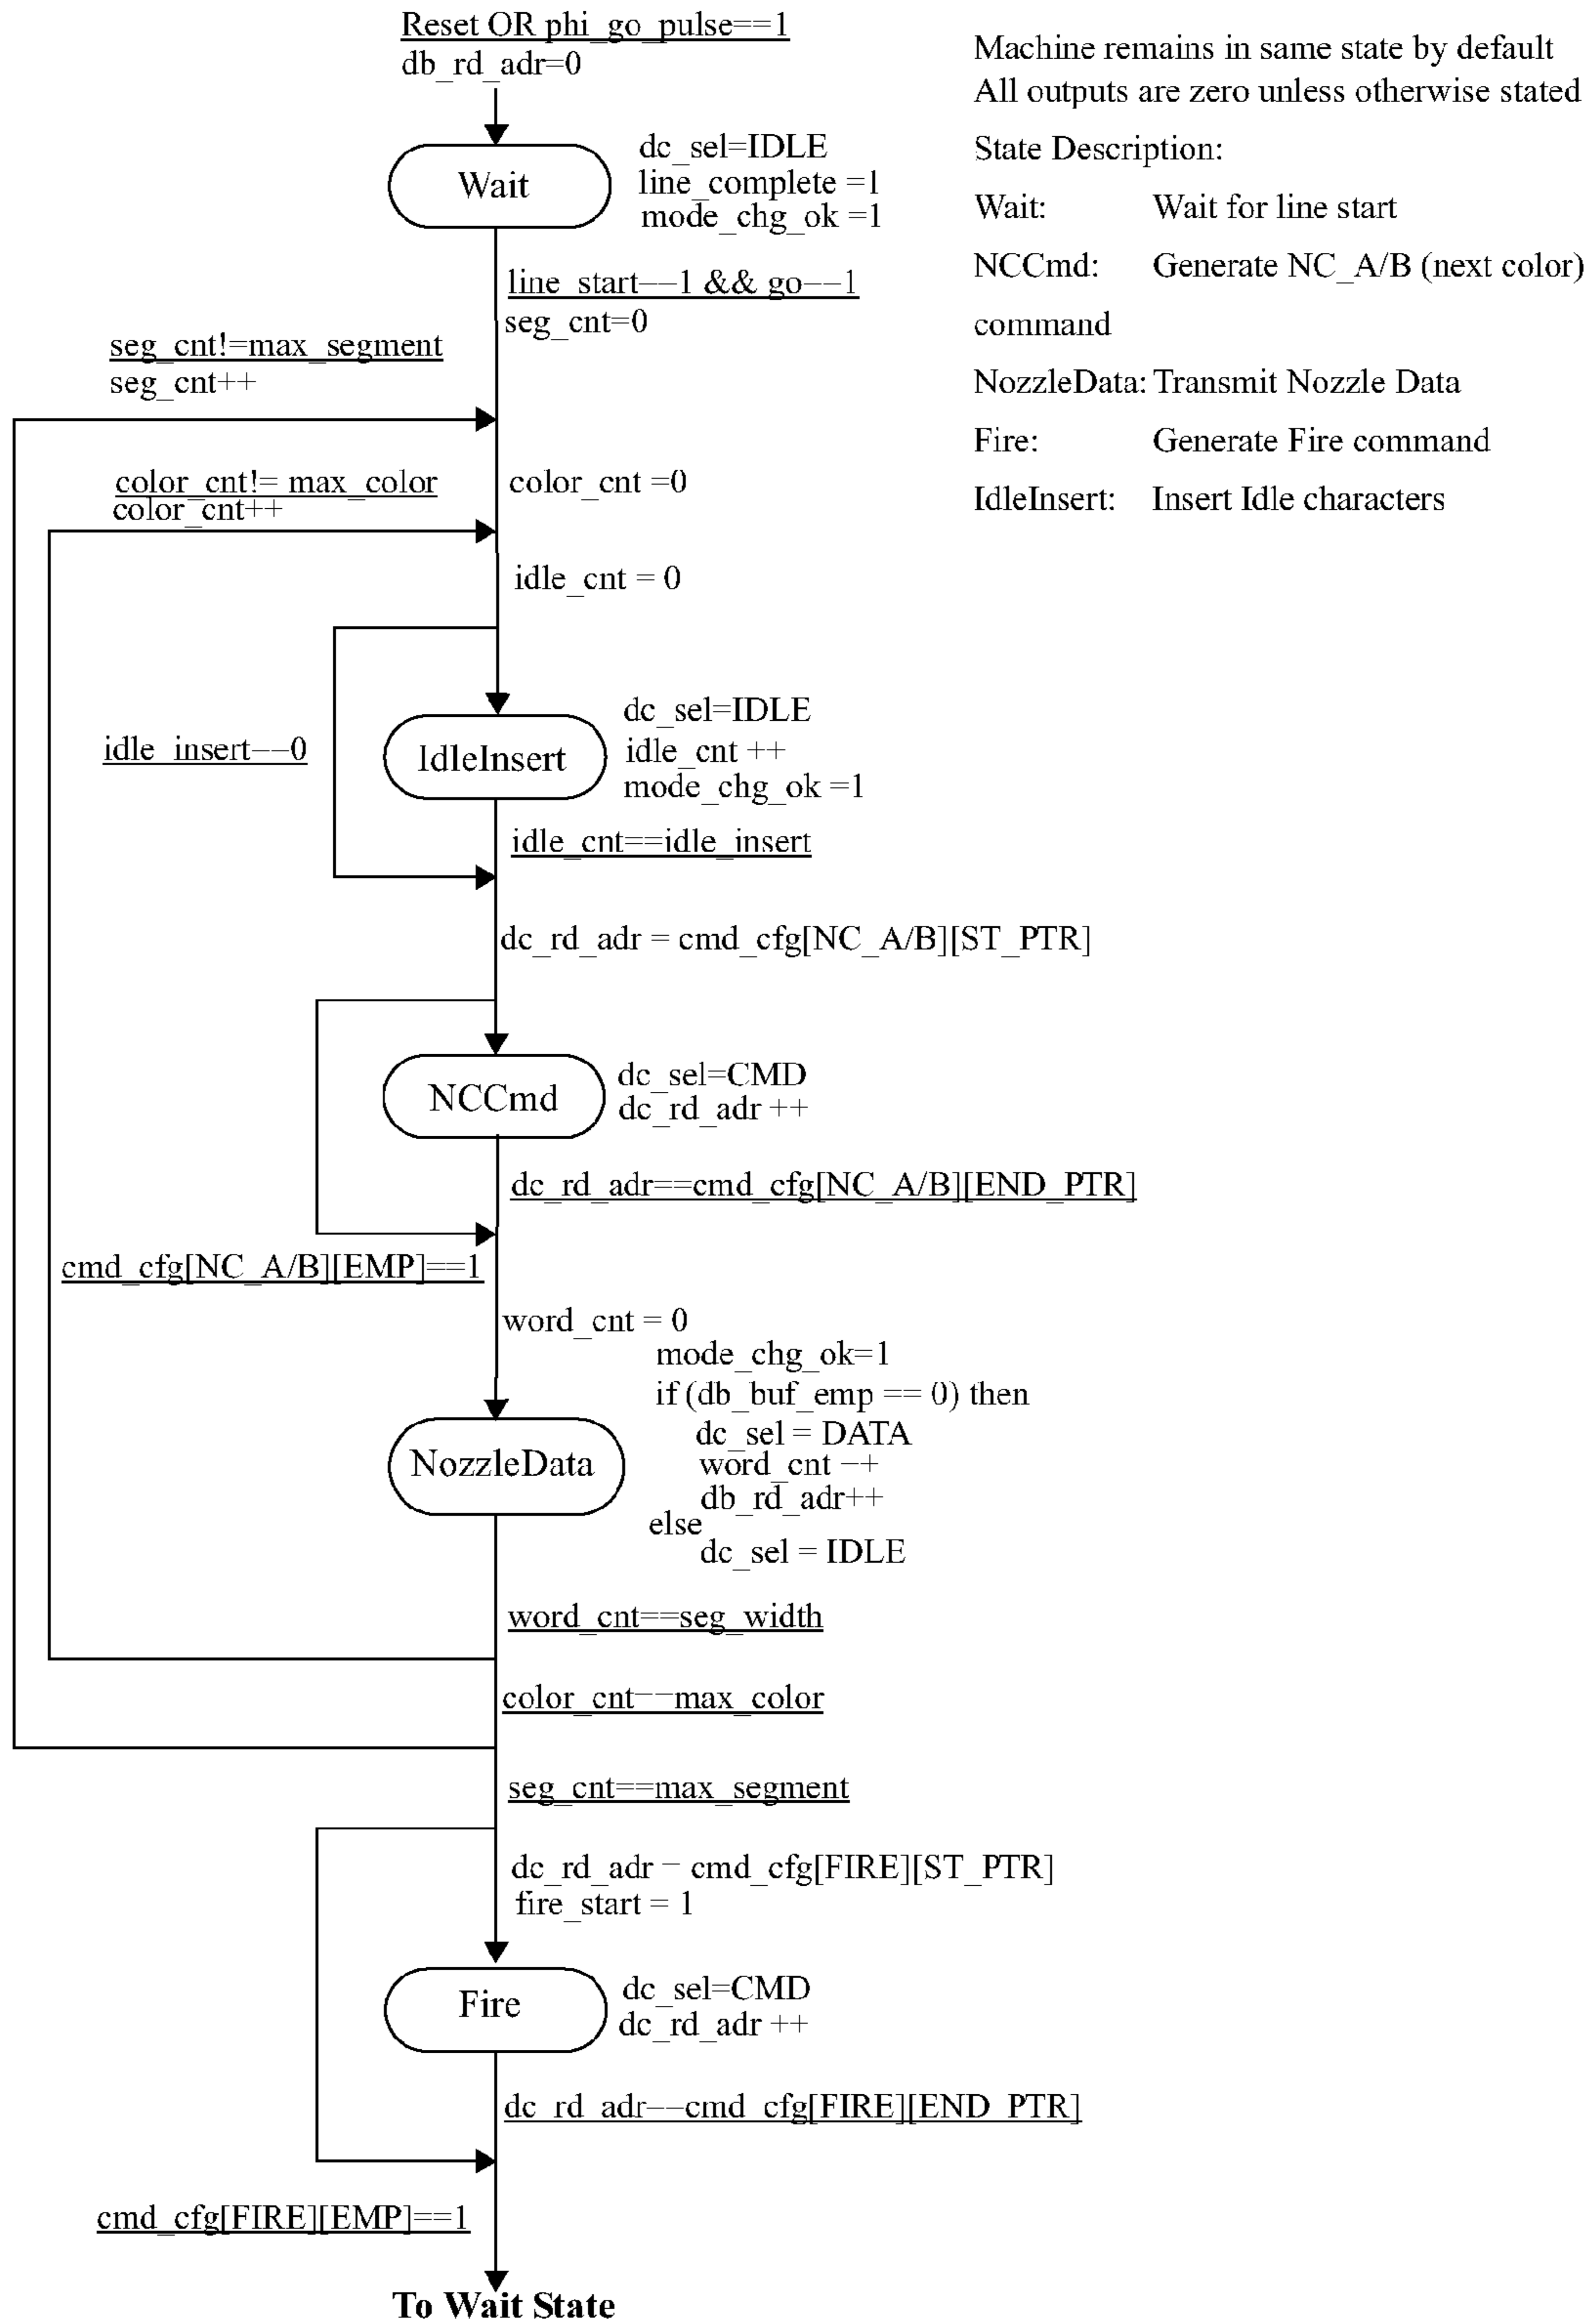 Reset OR phi_go_pulse==1
db_rd_adr=0
Machine remains in same state by default
All outputs are zero unless otherwise stated
State Description:
Wait: Wait for line start
NCCmd: Generate NC_A/B (next color)
command
NozzleData: Transmit Nozzle Data
Fire: Generate Fire command
IdleInsert: Insert Idle characters
Wait
dc_sel=IDLE
line_complete =1
mode_chg_ok =1
line_start—1 && go—1
seg_cnt=0
seg_cnt!=max_segment
seg_cnt++
color_cnt!= max_color
color_cnt++
color_cnt =0
idle_cnt = 0
idle_insert—0
IdleInsert
dc_sel=IDLE
idle_cnt ++
mode_chg_ok =1
idle_cnt==idle_insert
dc_rd_adr = cmd_cfg[NC_A/B][ST_PTR]
NCCmd
dc_sel=CMD
dc_rd_adr ++
dc_rd_adr==cmd_cfg[NC_A/B][END_PTR]
cmd_cfg[NC_A/B][EMP]==1
word_cnt = 0
mode_chg_ok=1
if (db_buf_emp == 0) then
dc_sel = DATA
word_cnt -+
db_rd_adr++
else
dc_sel = IDLE
NozzleData
word_cnt==seg_width
color_cnt—max_color
seg_cnt==max_segment
dc_rd_adr – cmd_cfg[FIRE][ST_PTR]
fire_start = 1
Fire
dc_sel=CMD
dc_rd_adr ++
dc_rd_adr—cmd_cfg[FIRE][END_PTR]
cmd_cfg[FIRE][EMP]==1
To Wait State